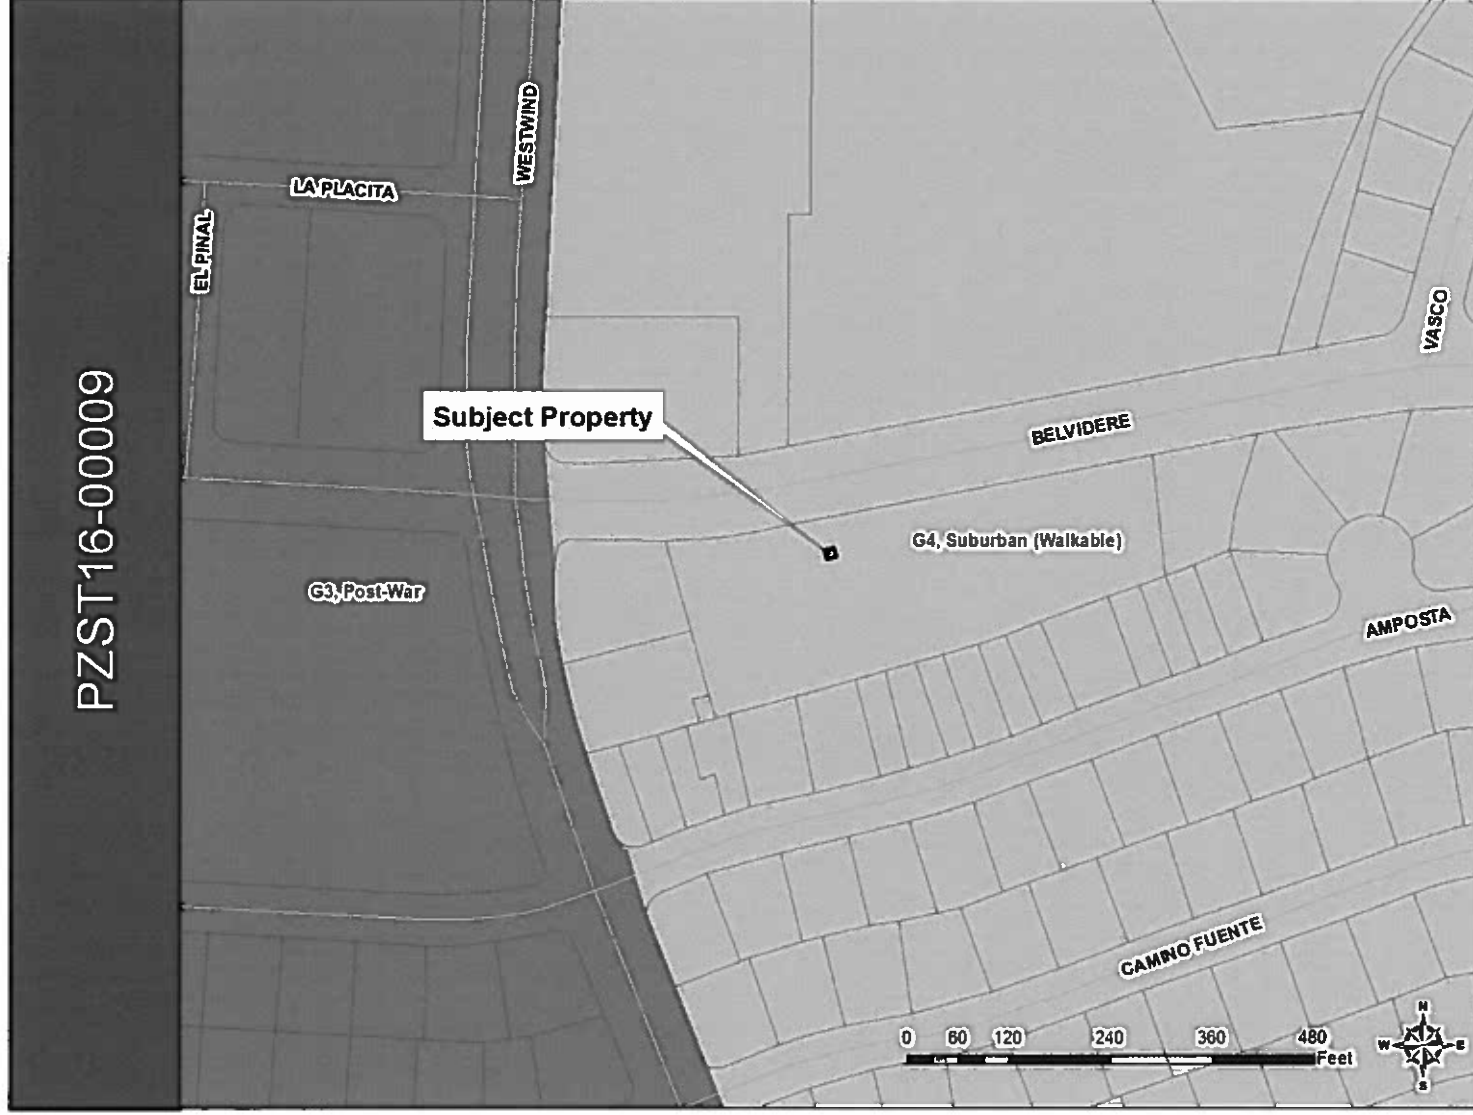 PZST16-00009
WESTWIND
LA PLACITA
EL PINAL
VASCO
Subject Property
BELVIDERE
G4, Suburban (Walkable)
G3, Post-War
AMPOSTA
CAMINO FUENTE
0 60 120 240 360 480
Feet
N
W E
S